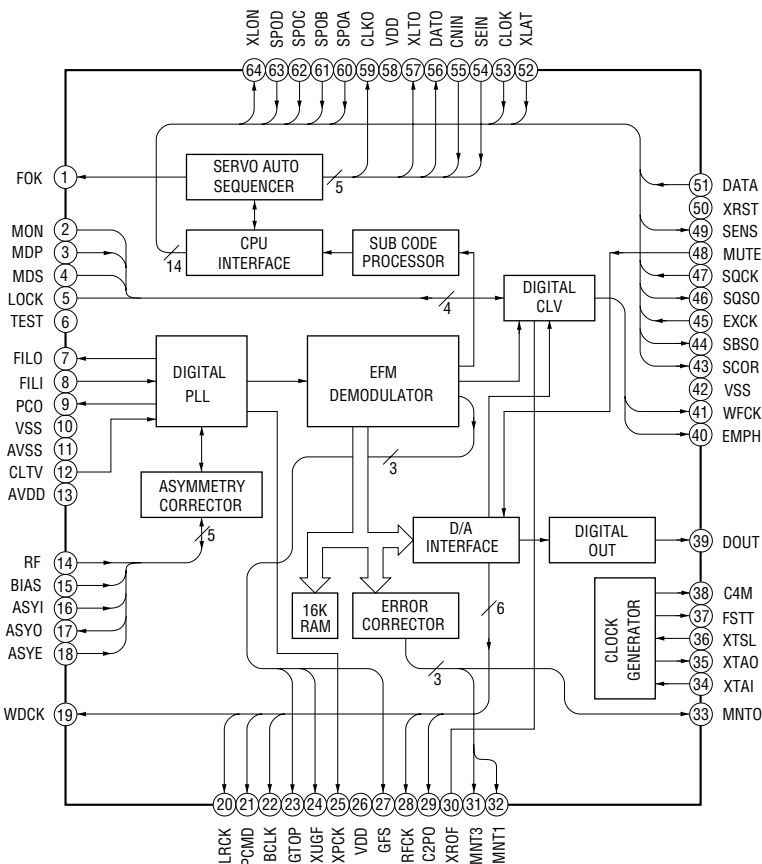 XLON
SPOD
SPOC
SPOB
SPOA
CLKO
VDD
XLTO
DATO
CNIN
SEIN
CLOK
XLAT
64 63 62 61 60 59 58 57 56 55 54 53 52
FOK 1
MON 2
MDP 3
MDS 4
LOCK 5
TEST 6
FILO 7
FILI 8
PCO 9
VSS 10
AVSS 11
CLTV 12
AVDD 13
RF 14
BIAS 15
ASYI 16
ASYO 17
ASYE 18
WDCK 19
SERVO AUTO
SEQUENCER
5
CPU
INTERFACE
14
SUB CODE
PROCESSOR
4
DIGITAL
CLV
DIGITAL
PLL
EFM
DEMODULATOR
3
ASYMMETRY
CORRECTOR
5
D/A
INTERFACE
6
DIGITAL
OUT
16K
RAM
ERROR
CORRECTOR
3
CLOCK
GENERATOR
51 DATA
50 XRST
49 SENS
48 MUTE
47 SQCK
46 SQSO
45 EXCK
44 SBSO
43 SCOR
42 VSS
41 WFCK
40 EMPH
39 DOUT
38 C4M
37 FSTT
36 XTSL
35 XTAO
34 XTAI
33 MNTO
20 21 22 23 24 25 26 27 28 29 30 31 32
LRCK
PCMD
BCLK
GTOP
XUGF
XPCK
VDD
GFS
RFCK
C2PO
XROF
MNT3
MNT1